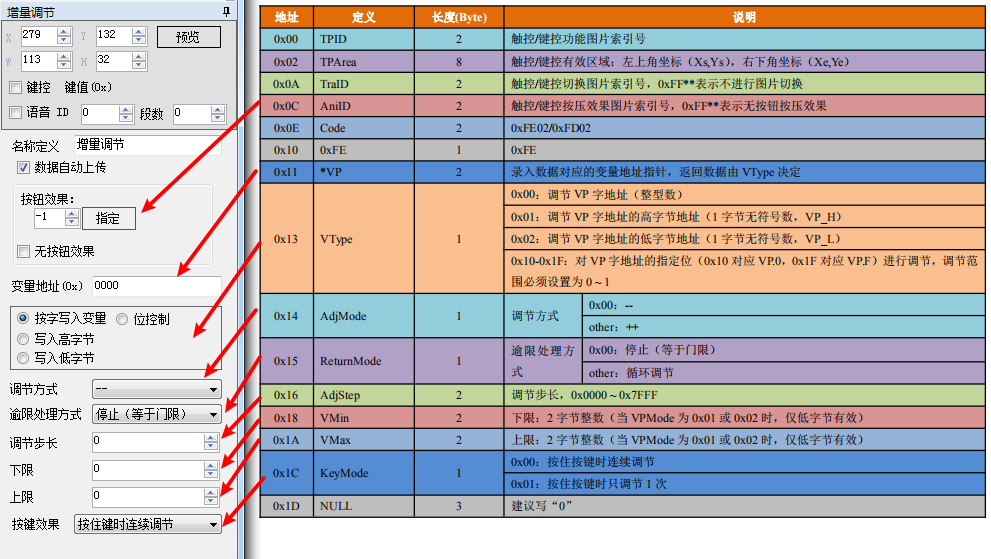 增量调节
X 279 Y 132 预览
W 113 H 32
键控 键值(0x)
语音 ID 0 段数 0
名称定义 增量调节
数据自动上传
按钮效果:
-1 指定
无按钮效果
变量地址(0x) 0000
按字写入变量 位控制
写入高字节
写入低字节
调节方式 --
逾限处理方式 停止(等于门限)
调节步长 0
下限 0
上限 0
按键效果 按住键时连续调节
地址 定义 长度(Byte) 说明
0x00 TPID 2 触控/键控功能图片索引号
0x02 TPArea 8 触控/键控有效区域：左上角坐标（Xs,Ys），右下角坐标（Xe,Ye）
0x0A TraID 2 触控/键控切换图片索引号，0xFF**表示不进行图片切换
0x0C AniID 2 触控/键控按压效果图片索引号，0xFF**表示无按钮按压效果
0x0E Code 2 0xFE02/0xFD02
0x10 0xFE 1 0xFE
0x11 *VP 2 录入数据对应的变量地址指针，返回数据由 VType 决定
0x13 VType 1 0x00：调节 VP 字地址（整型数）
0x01：调节 VP 字地址的高字节地址（1 字节无符号数，VP_H）
0x02：调节 VP 字地址的低字节地址（1 字节无符号数，VP_L）
0x10-0x1F：对 VP 字地址的指定位（0x10 对应 VP.0，0x1F 对应 VP.F）进行调节，调节范
围必须设置为 0～1
0x14 AdjMode 1 调节方式 0x00：--
other：++
0x15 ReturnMode 1 逾限处理方
式 0x00：停止（等于门限）
other：循环调节
0x16 AdjStep 2 调节步长，0x0000～0x7FFF
0x18 VMin 2 下限：2 字节整数（当 VPMode 为 0x01 或 0x02 时，仅低字节有效）
0x1A VMax 2 上限：2 字节整数（当 VPMode 为 0x01 或 0x02 时，仅低字节有效）
0x1C KeyMode 1 0x00：按住按键时连续调节
0x01：按住按键时只调节 1 次
0x1D NULL 3 建议写“0”